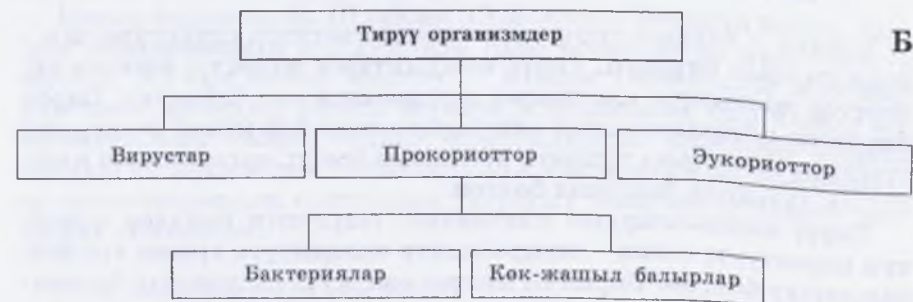 Тирүү организмдер
Б
Вирустар
Прокориоттор
Эукориоттор
Бактериялар
Көк-жашыл балырлар